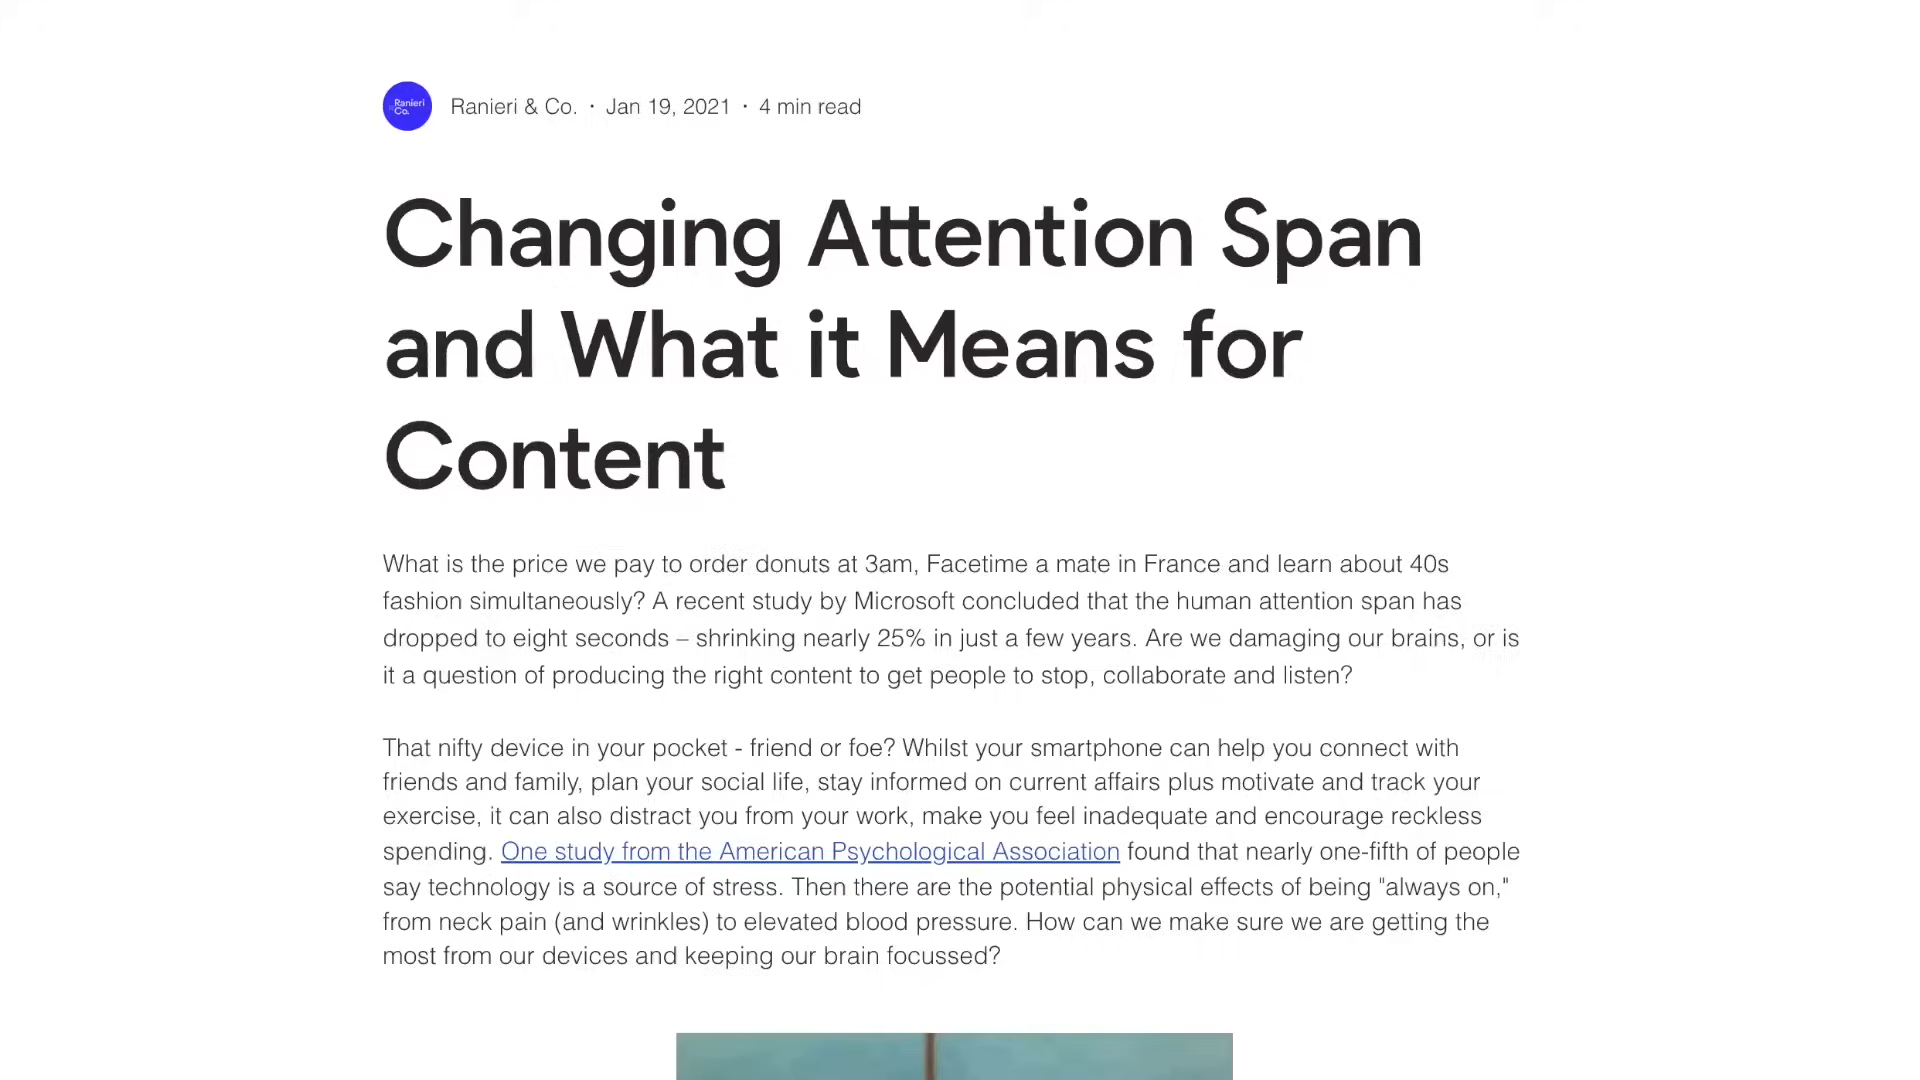 Ranieri
&Co.
Ranieri & Co. · Jan 19, 2021 · 4 min read
Changing Attention Span
and What it Means for
Content
What is the price we pay to order donuts at 3am, Facetime a mate in France and learn about 40s
fashion simultaneously? A recent study by Microsoft concluded that the human attention span has
dropped to eight seconds – shrinking nearly 25% in just a few years. Are we damaging our brains, or is
it a question of producing the right content to get people to stop, collaborate and listen?
That nifty device in your pocket - friend or foe? Whilst your smartphone can help you connect with
friends and family, plan your social life, stay informed on current affairs plus motivate and track your
exercise, it can also distract you from your work, make you feel inadequate and encourage reckless
spending. One study from the American Psychological Association found that nearly one-fifth of people
say technology is a source of stress. Then there are the potential physical effects of being "always on,"
from neck pain (and wrinkles) to elevated blood pressure. How can we make sure we are getting the
most from our devices and keeping our brain focussed?